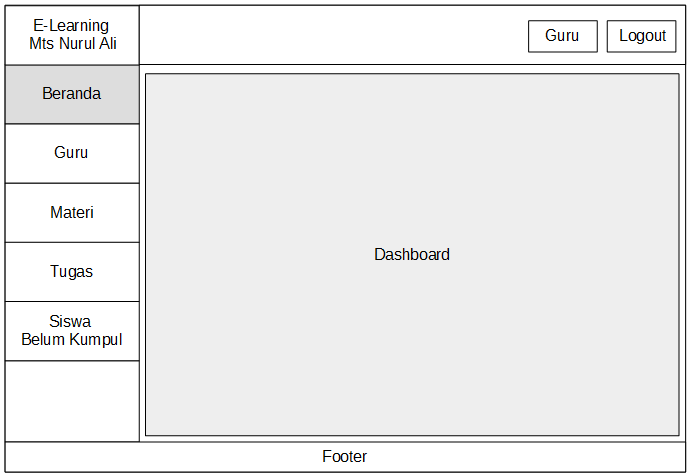 E-Learning
Mts Nurul Ali
Guru
Logout
Beranda
Guru
Materi
Tugas
Siswa
Belum Kumpul
Dashboard
Footer